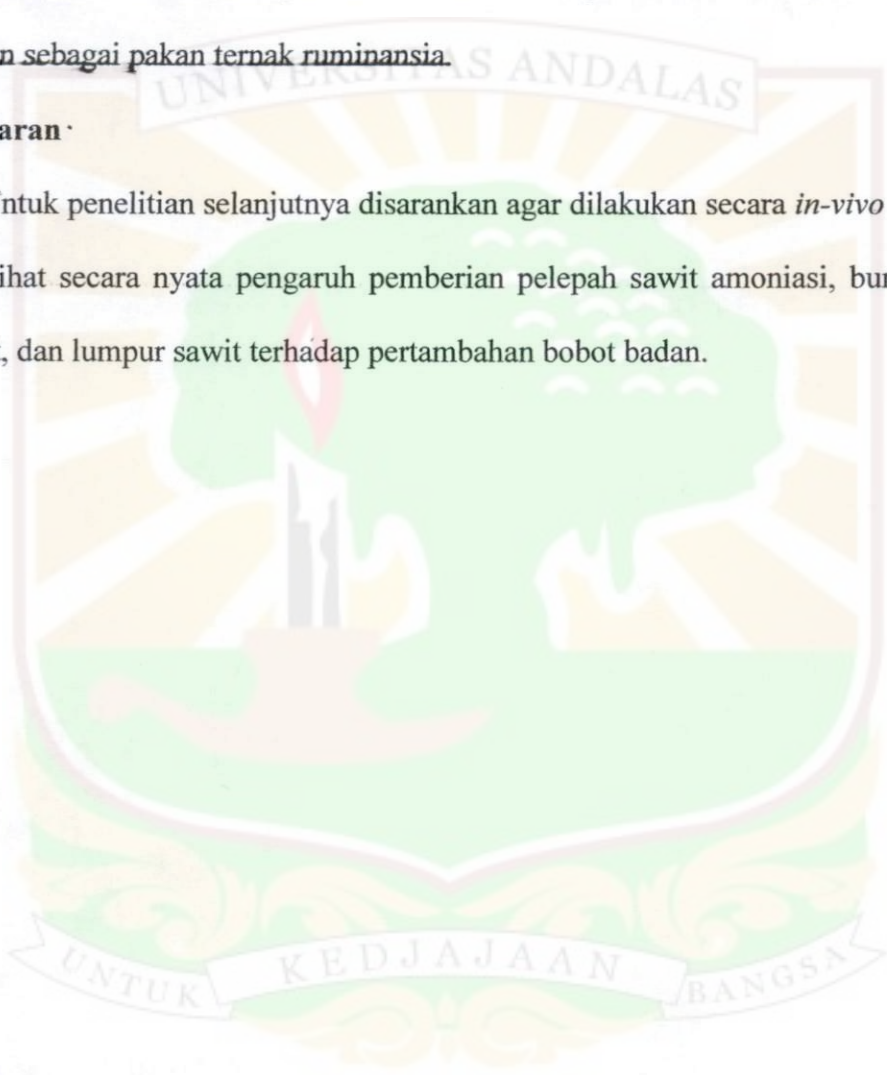 n sebagai pakan ternak ruminansia.
UNIVERSITAS ANDALAS
aran
ntuk penelitian selanjutnya disarankan agar dilakukan secara in-vivo
ihat secara nyata pengaruh pemberian pelepah sawit amoniasi, bun
, dan lumpur sawit terhadap pertambahan bobot badan.
UNTUK KEDJAJAAN BANGSA